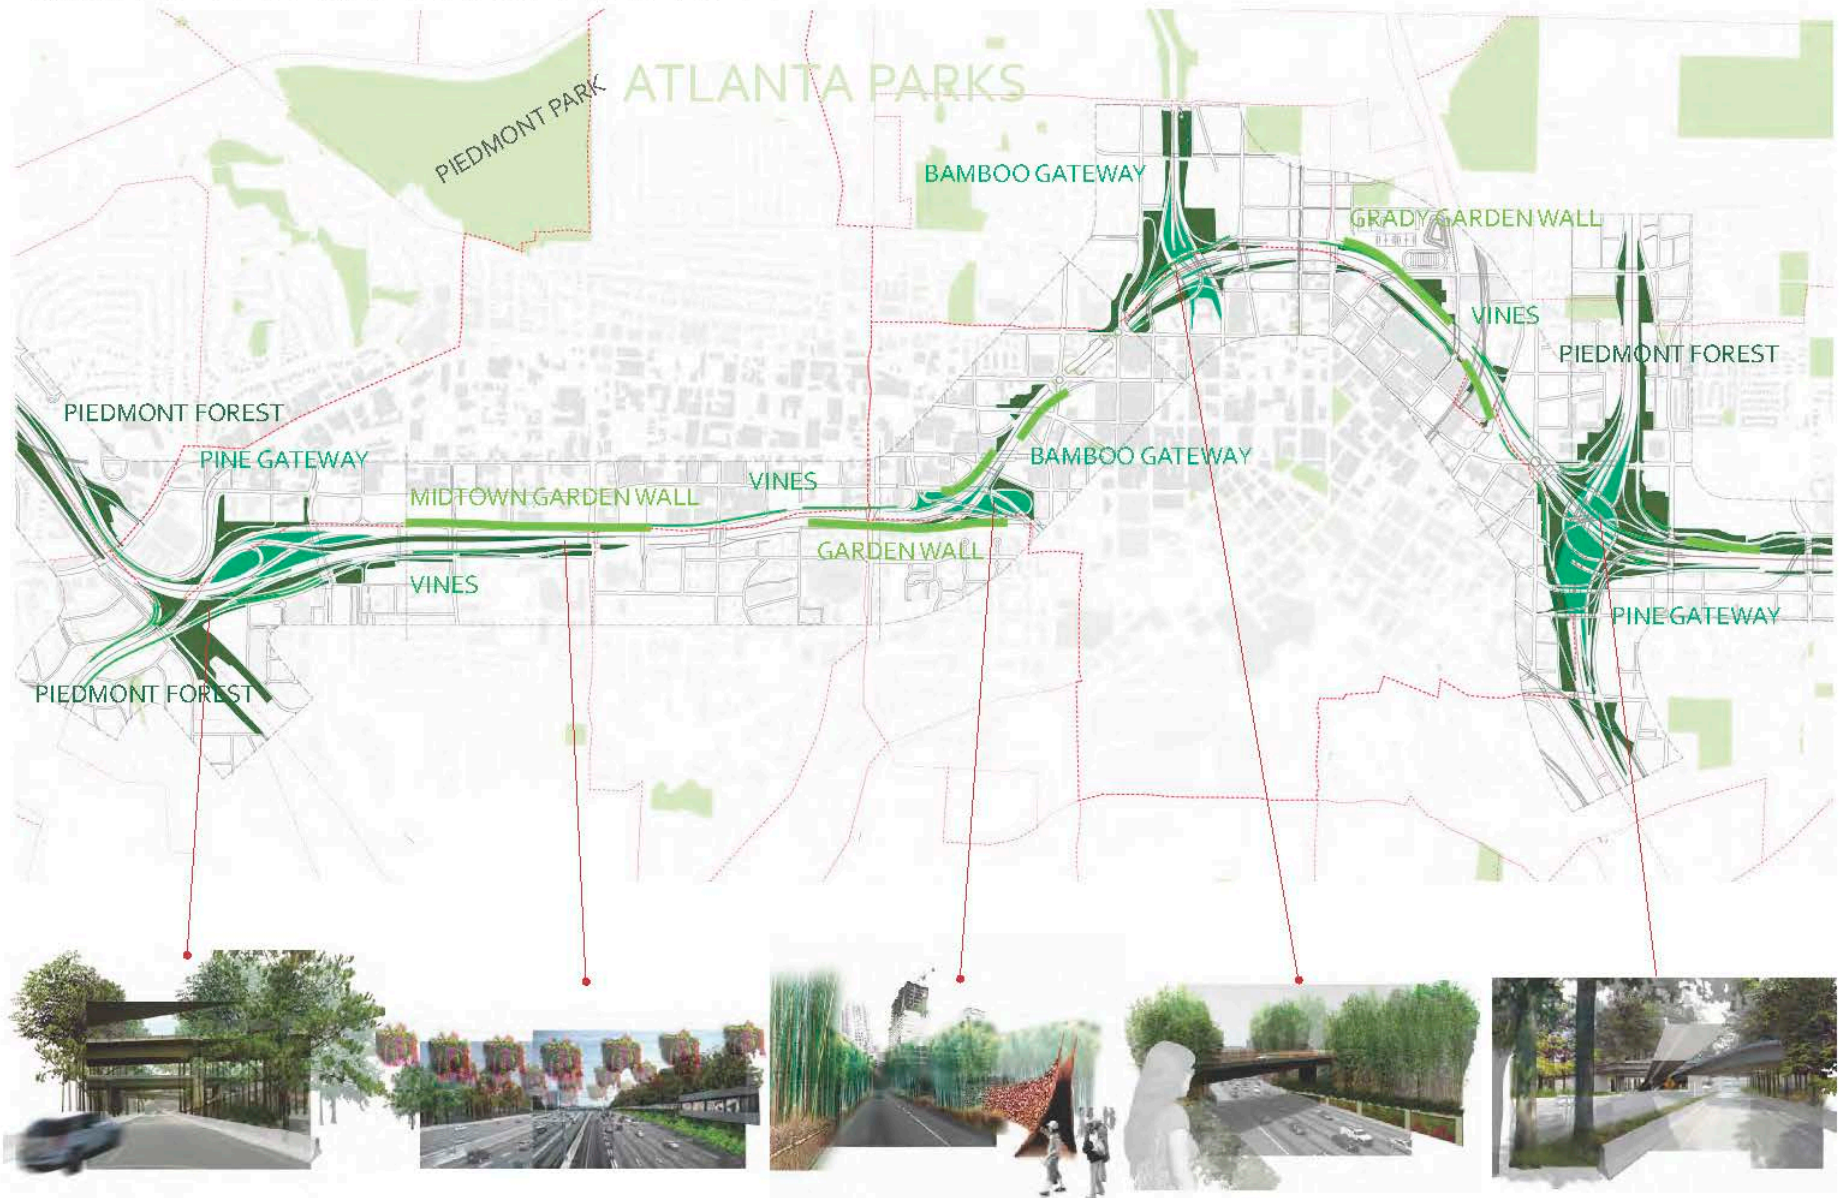 ATLANTA PARKS
PIEDMONT PARK
BAMBOO GATEWAY
GRADY GARDEN WALL
VINES
PIEDMONT FOREST
PIEDMONT FOREST
PINE GATEWAY
MIDTOWN GARDEN WALL
VINES
BAMBOO GATEWAY
GARDEN WALL
VINES
PINE GATEWAY
PIEDMONT FOREST